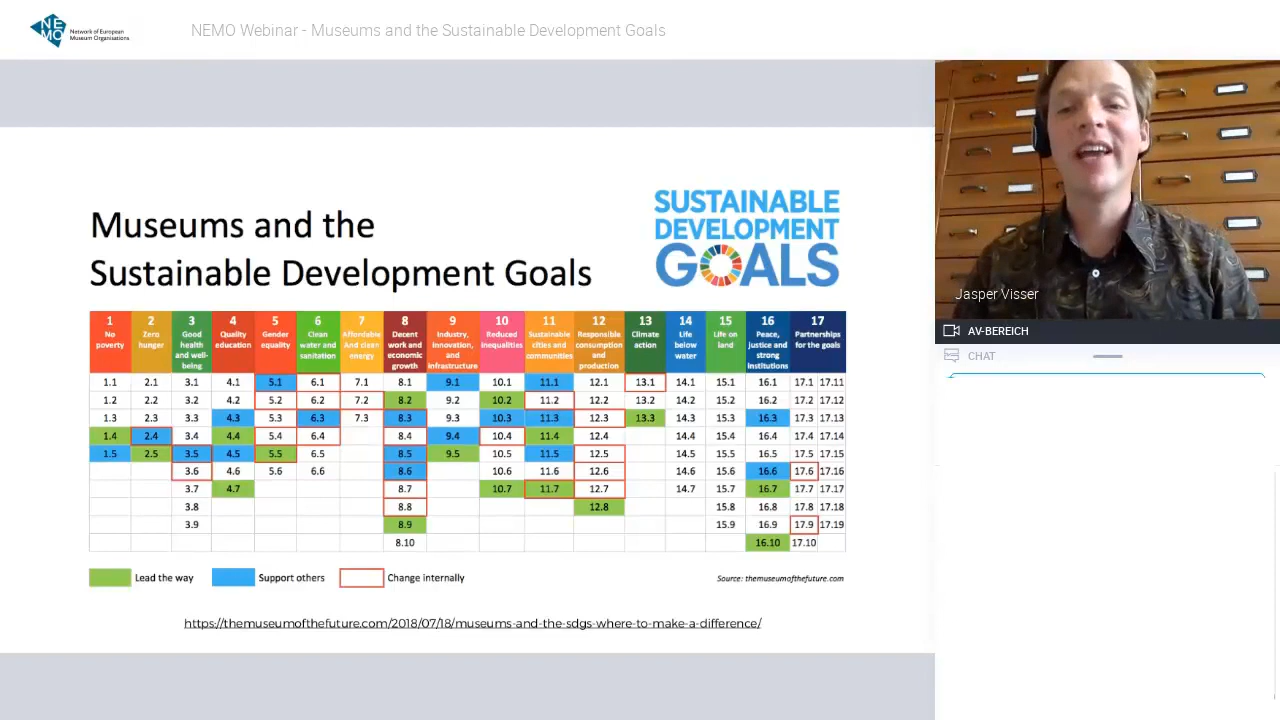 NEMO
Network of European
Museum Organisations
NEMO Webinar - Museums and the Sustainable Development Goals
Museums and the
Sustainable Development Goals
SUSTAINABLE
DEVELOPMENT
GOALS
1 2 3 4 5 6 7 8 9 10 11 12 13 14 15 16 17
No poverty
Zero hunger
Good health and well-being
Quality education
Gender equality
Clean water and sanitation
Affordable And clean energy
Decent work and economic growth
Industry, innovation, and infrastructure
Reduced inequalities
Sustainable cities and communities
Responsible consumption and production
Climate action
Life below water
Life on land
Peace, justice and strong institutions
Partnerships for the goals
1.1 2.1 3.1 4.1 5.1 6.1 7.1 8.1 9.1 10.1 11.1 12.1 13.1 14.1 15.1 16.1 17.1 17.11
1.2 2.2 3.2 4.2 5.2 6.2 7.2 8.2 9.2 10.2 11.2 12.2 13.2 14.2 15.2 16.2 17.2 17.12
1.3 2.3 3.3 4.3 5.3 6.3 7.3 8.3 9.3 10.3 11.3 12.3 13.3 14.3 15.3 16.3 17.3 17.13
1.4 2.4 3.4 4.4 5.4 6.4 8.4 9.4 10.4 11.4 12.4 14.4 15.4 16.4 17.4 17.14
1.5 2.5 3.5 4.5 5.5 6.5 8.5 9.5 10.5 11.5 12.5 14.5 15.5 16.5 17.5 17.15
3.6 4.6 5.6 6.6 8.6 10.6 11.6 12.6 14.6 15.6 16.6 17.6 17.16
3.7 4.7 8.7 10.7 11.7 12.7 14.7 15.7 16.7 17.7 17.17
3.8 8.8 12.8 15.8 16.8 17.8 17.18
3.9 8.9 15.9 16.9 17.9 17.19
8.10 16.10 17.10
Lead the way
Support others
Change internally
Source: themuseumofthefuture.com
https://themuseumofthefuture.com/2018/07/18/museums-and-the-sdgs-where-to-make-a-difference/
Jasper Visser
AV-BEREICH
CHAT